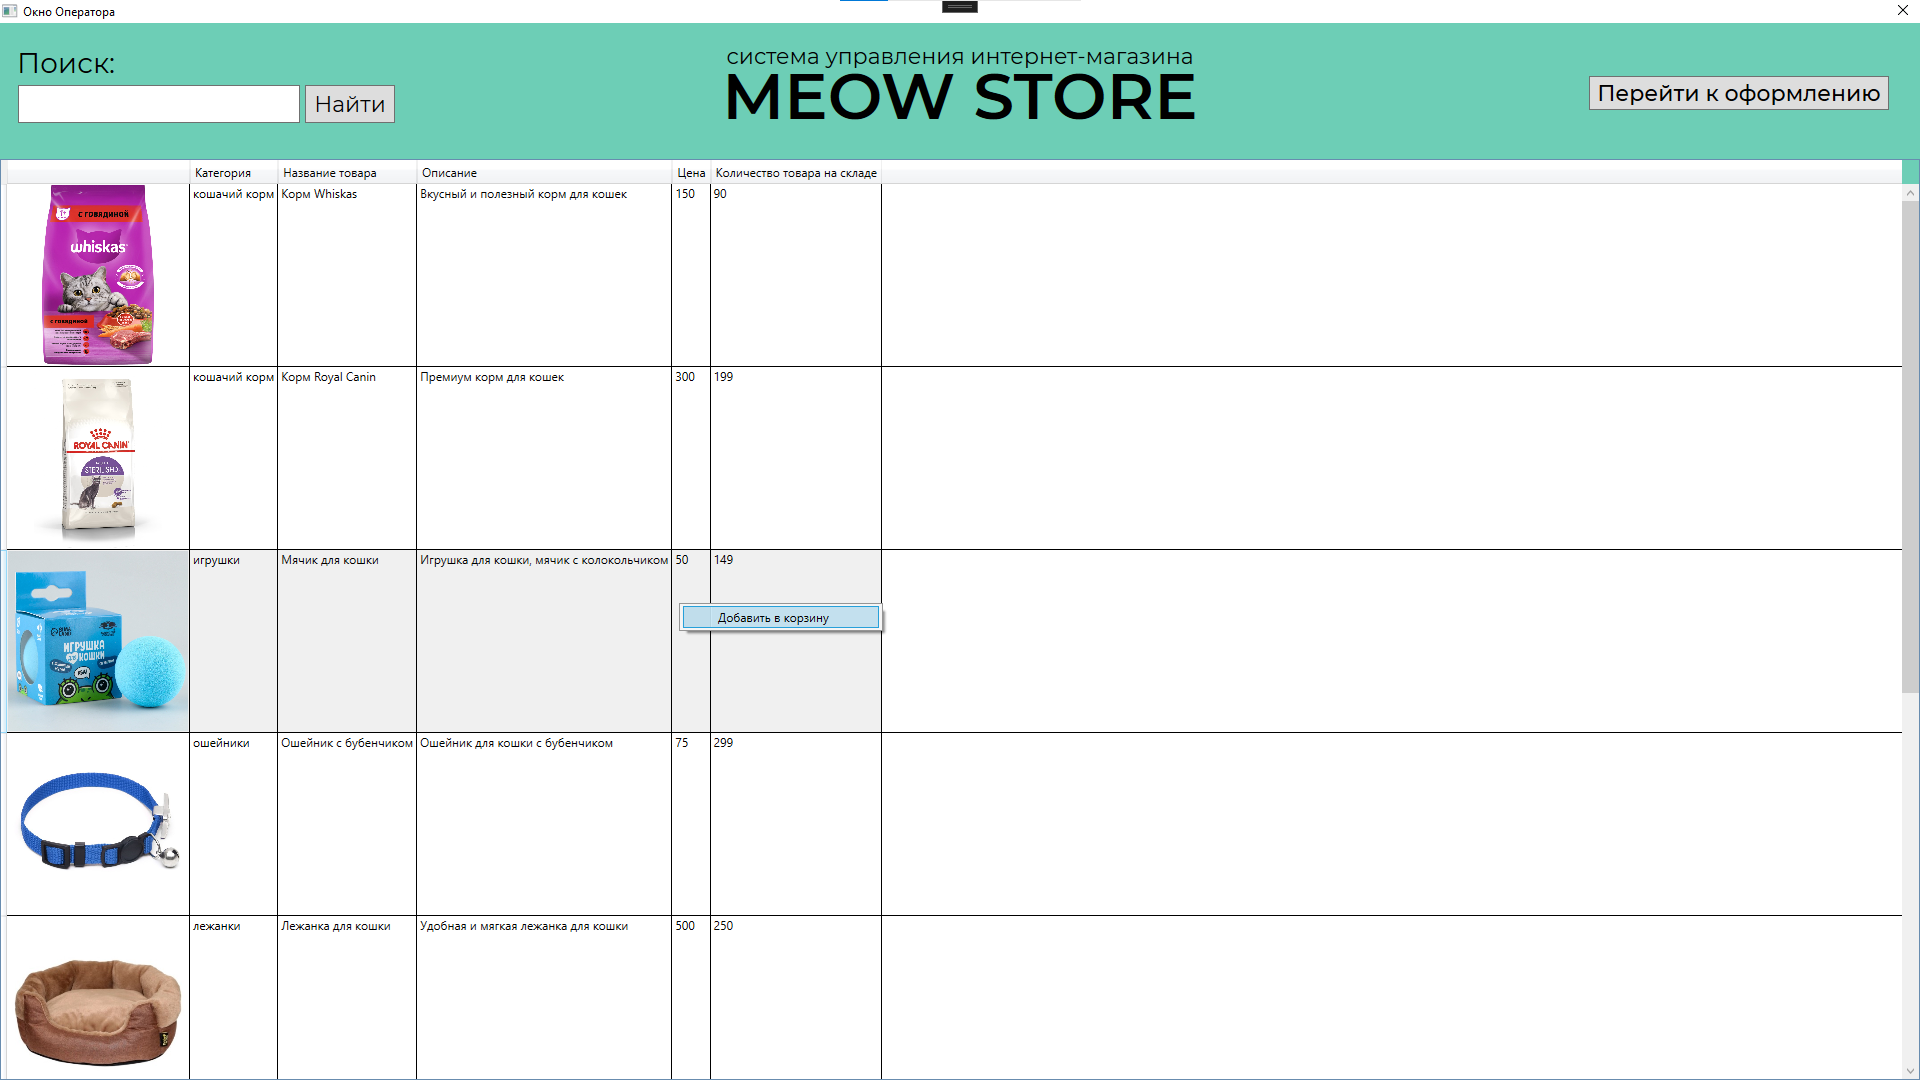 Окно Оператора
Поиск:
Найти
система управления интернет-магазина
MEOW STORE
Перейти к оформлению
Категория Название товара Описание Цена Количество товара на складе
кошачий корм Корм Whiskas Вкусный и полезный корм для кошек 150 90
С ГОВЯДИНОЙ
whiskas
С ГОВЯДИНОЙ
кошачий корм Корм Royal Canin Премиум корм для кошек 300 199
ROYAL CANIN
игрушки Мячик для кошки Игрушка для кошки, мячик с колокольчиком 50 149
ИГРУШКА
ДЛЯ КОШКИ
Добавить в корзину
ошейники Ошейник с бубенчиком Ошейник для кошки с бубенчиком 75 299
лежанки Лежанка для кошки Удобная и мягкая лежанка для кошки 500 250